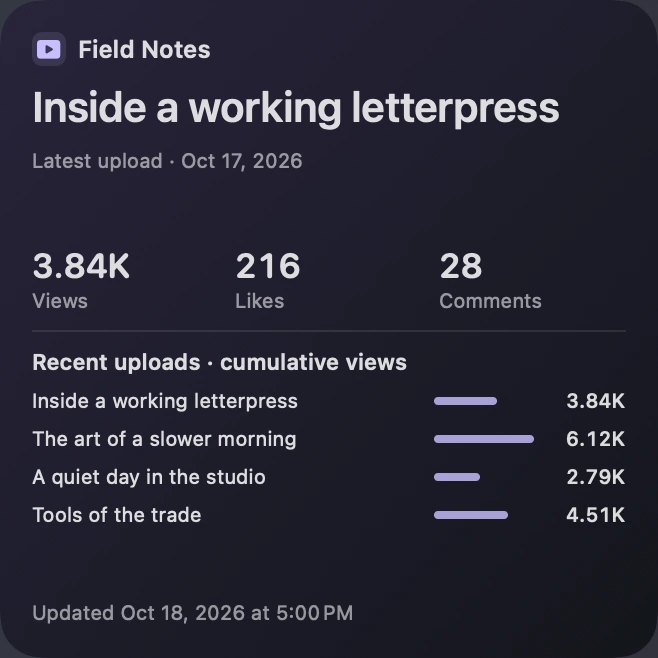 Field Notes
Inside a working letterpress
Latest upload · Oct 17, 2026
3.84K 216 28
Views Likes Comments
Recent uploads · cumulative views
Inside a working letterpress 3.84K
The art of a slower morning 6.12K
A quiet day in the studio 2.79K
Tools of the trade 4.51K
Updated Oct 18, 2026 at 5:00 PM